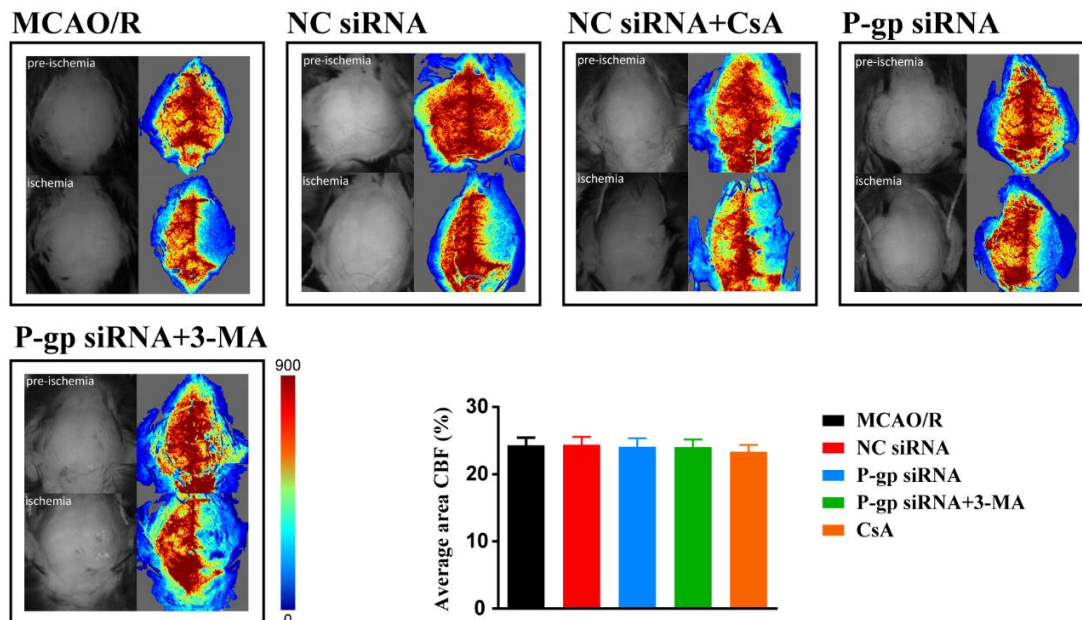 MCAO/R
NC siRNA
NC siRNA+CsA
P-gp siRNA
pre-ischemia
pre-ischemia
pre-ischemia
pre-ischemia
ischemia
ischemia
ischemia
ischemia
P-gp siRNA+3-MA
pre-ischemia
ischemia
900
0
Average area CBF (%)
30
20
10
0
MCAO/R
NC siRNA
P-gp siRNA
P-gp siRNA+3-MA
CsA